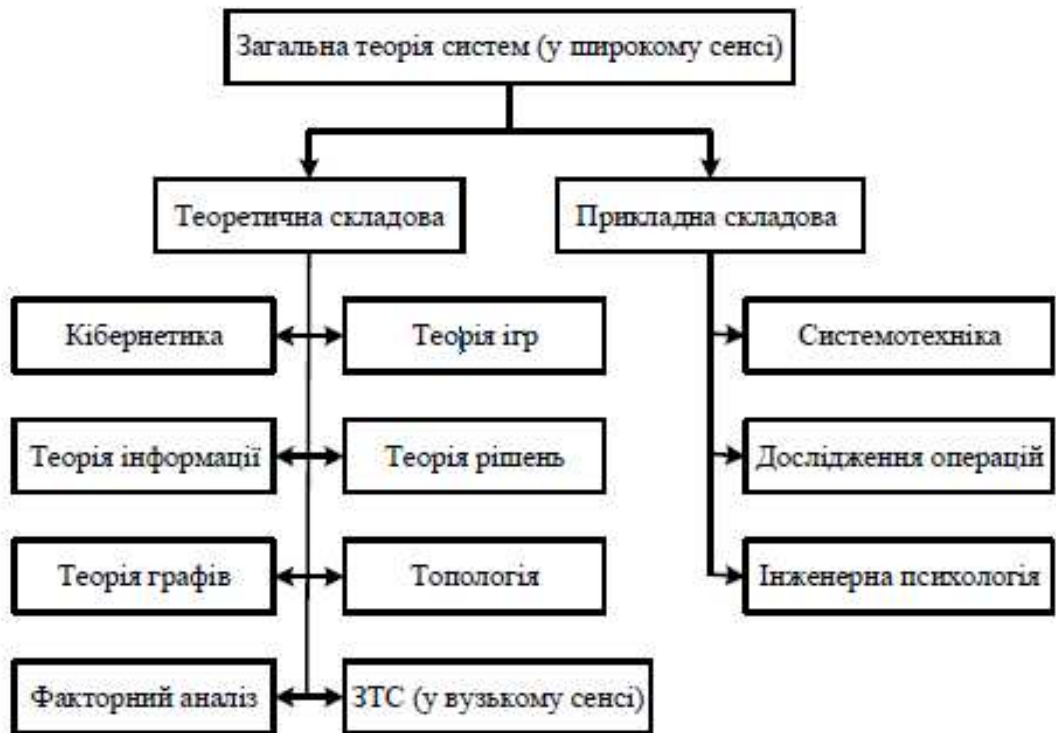 Загальна теорія систем (у широкому сенсі)
Теоретична складова
Прикладна складова
Кібернетика
Теорія ігр
Системотехніка
Теорія інформації
Теорія рішень
Дослідження операцій
Теорія графів
Топологія
Інженерна психологія
Факторний аналіз
ЗТС (у вузькому сенсі)